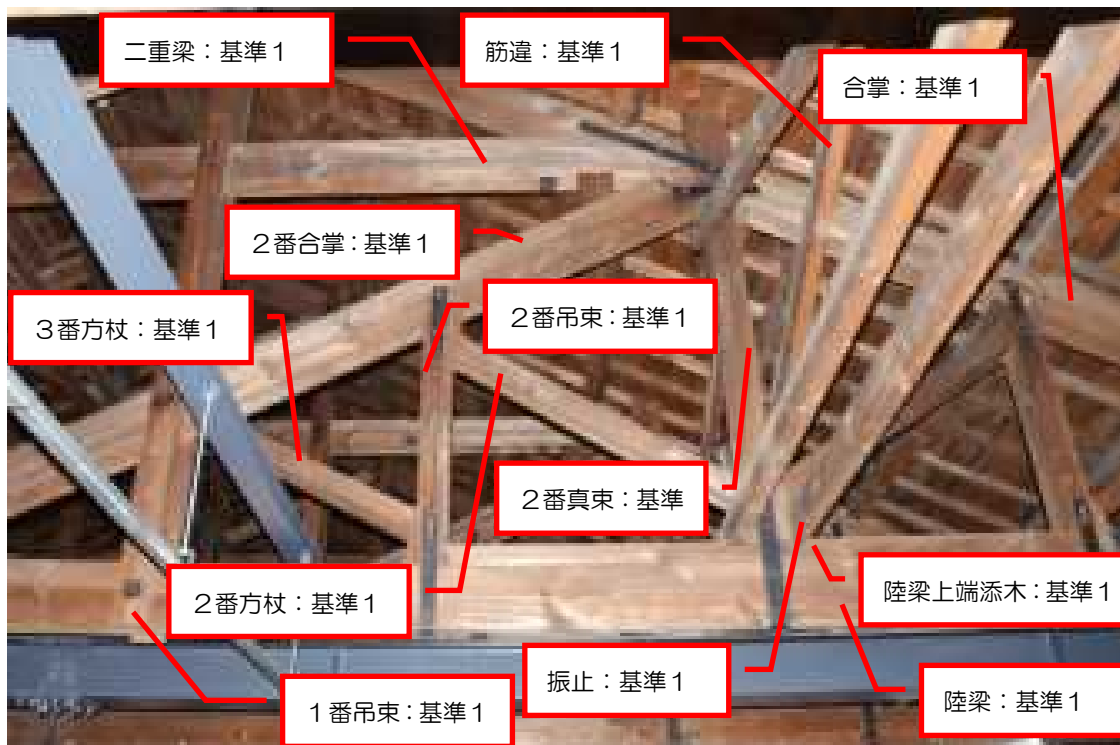 二重梁：基準１
筋違：基準１
合掌：基準１
２番合掌：基準１
３番方杖：基準１
２番吊束：基準１
２番真束：基準
２番方杖：基準１
陸梁上端添木：基準１
振止：基準１
１番吊束：基準１
陸梁：基準１